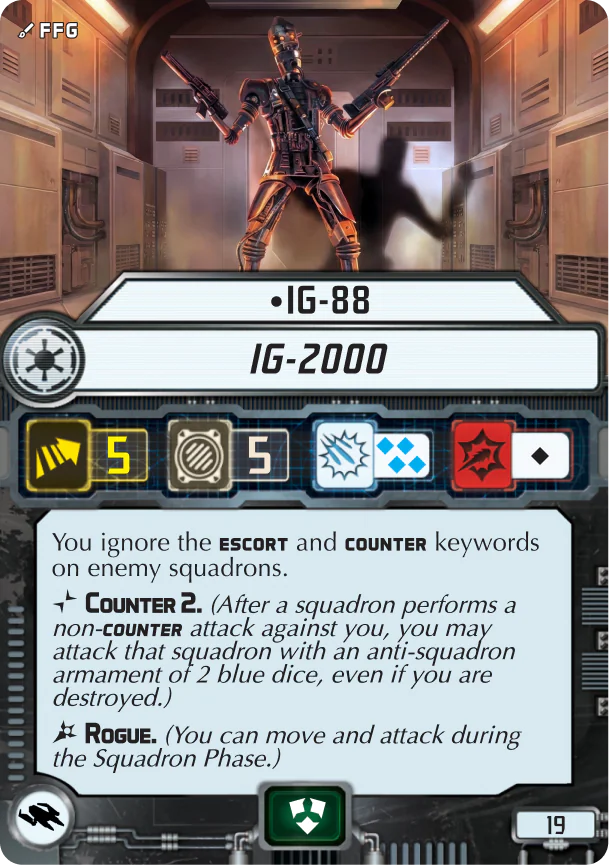 FFG
•IG-88
IG-2000
5 5
You ignore the ESCORT and COUNTER keywords
on enemy squadrons.
COUNTER 2. (After a squadron performs a
non-COUNTER attack against you, you may
attack that squadron with an anti-squadron
armament of 2 blue dice, even if you are
destroyed.)
ROGUE. (You can move and attack during
the Squadron Phase.)
19